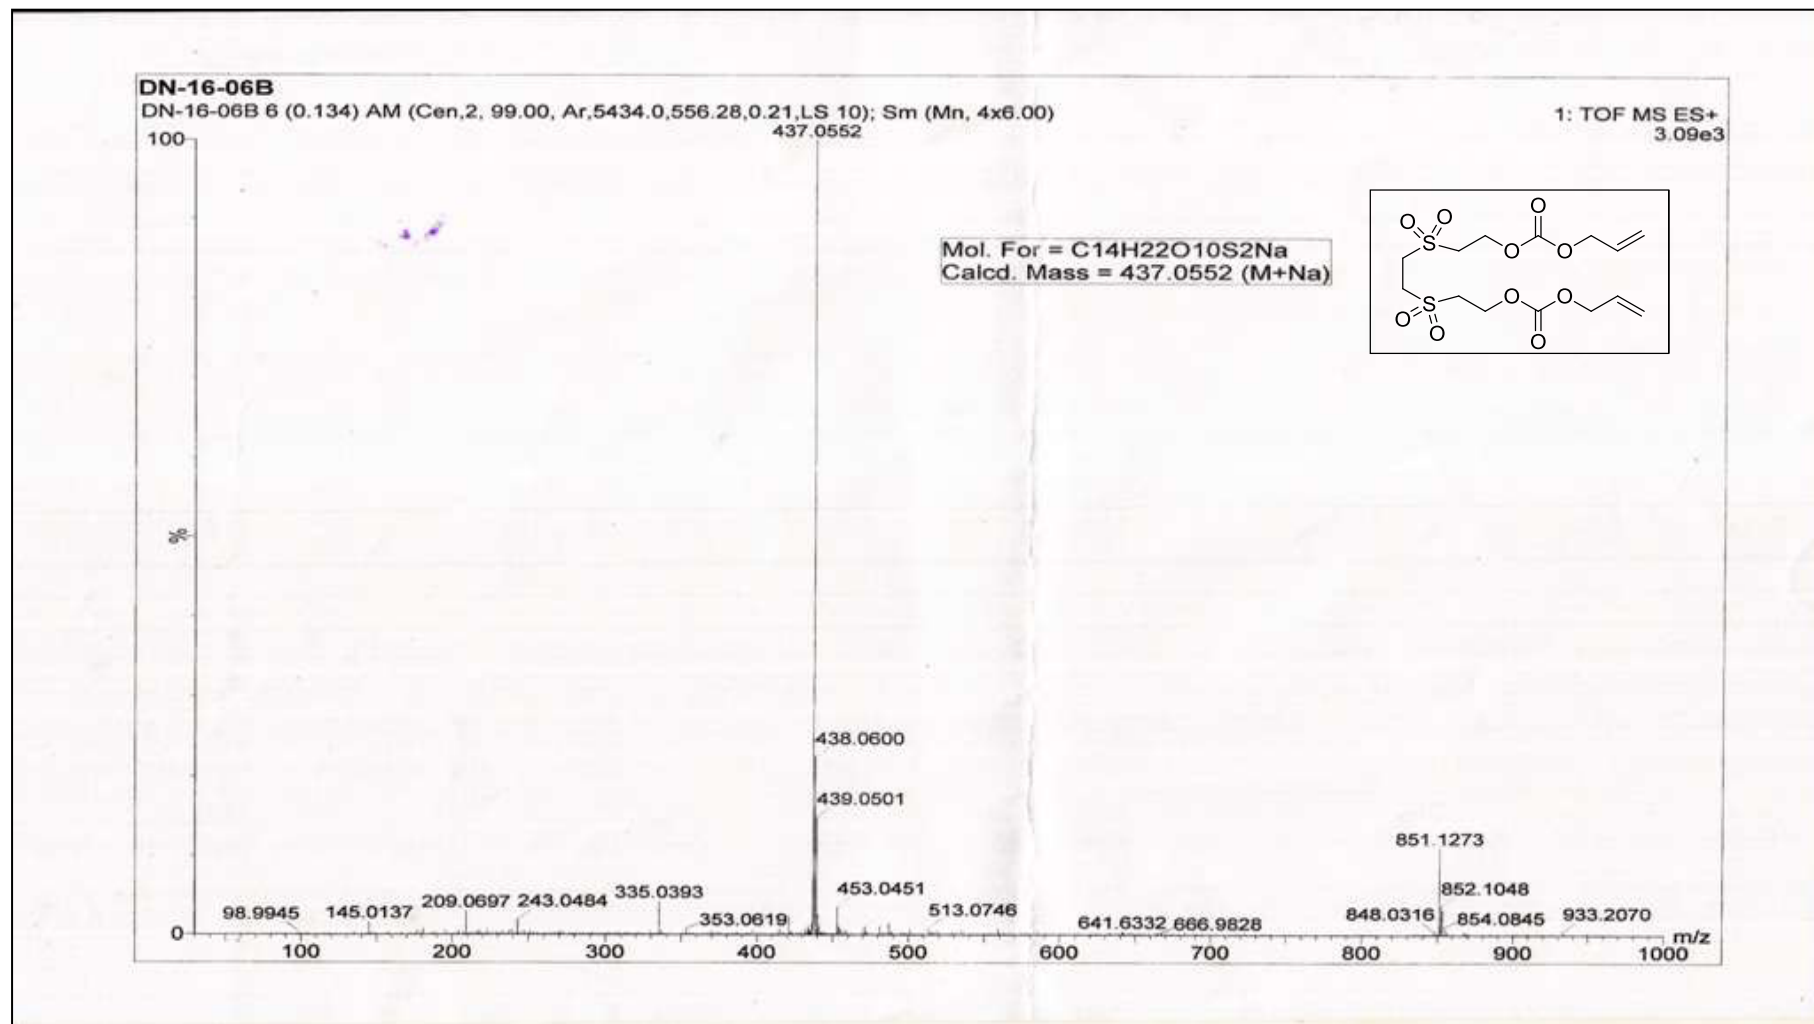 DN-16-06B
DN-16-06B 6 (0.134) AM (Cen,2, 99.00, Ar,5434.0,556.28,0.21,LS 10); Sm (Mn, 4x6.00)
1: TOF MS ES+
3.09e3
100
437.0552
Mol. For = C14H22O10S2Na
Calcd. Mass = 437.0552 (M+Na)
O O O
S O O
S O O
O O O
%
438.0600
439.0501
851.1273
335.0393
453.0451
852.1048
209.0697
243.0484
98.9945
145.0137
353.0619
513.0746
641.6332
666.9828
848.0316
854.0845
933.2070
0
m/z
100 200 300 400 500 600 700 800 900 1000